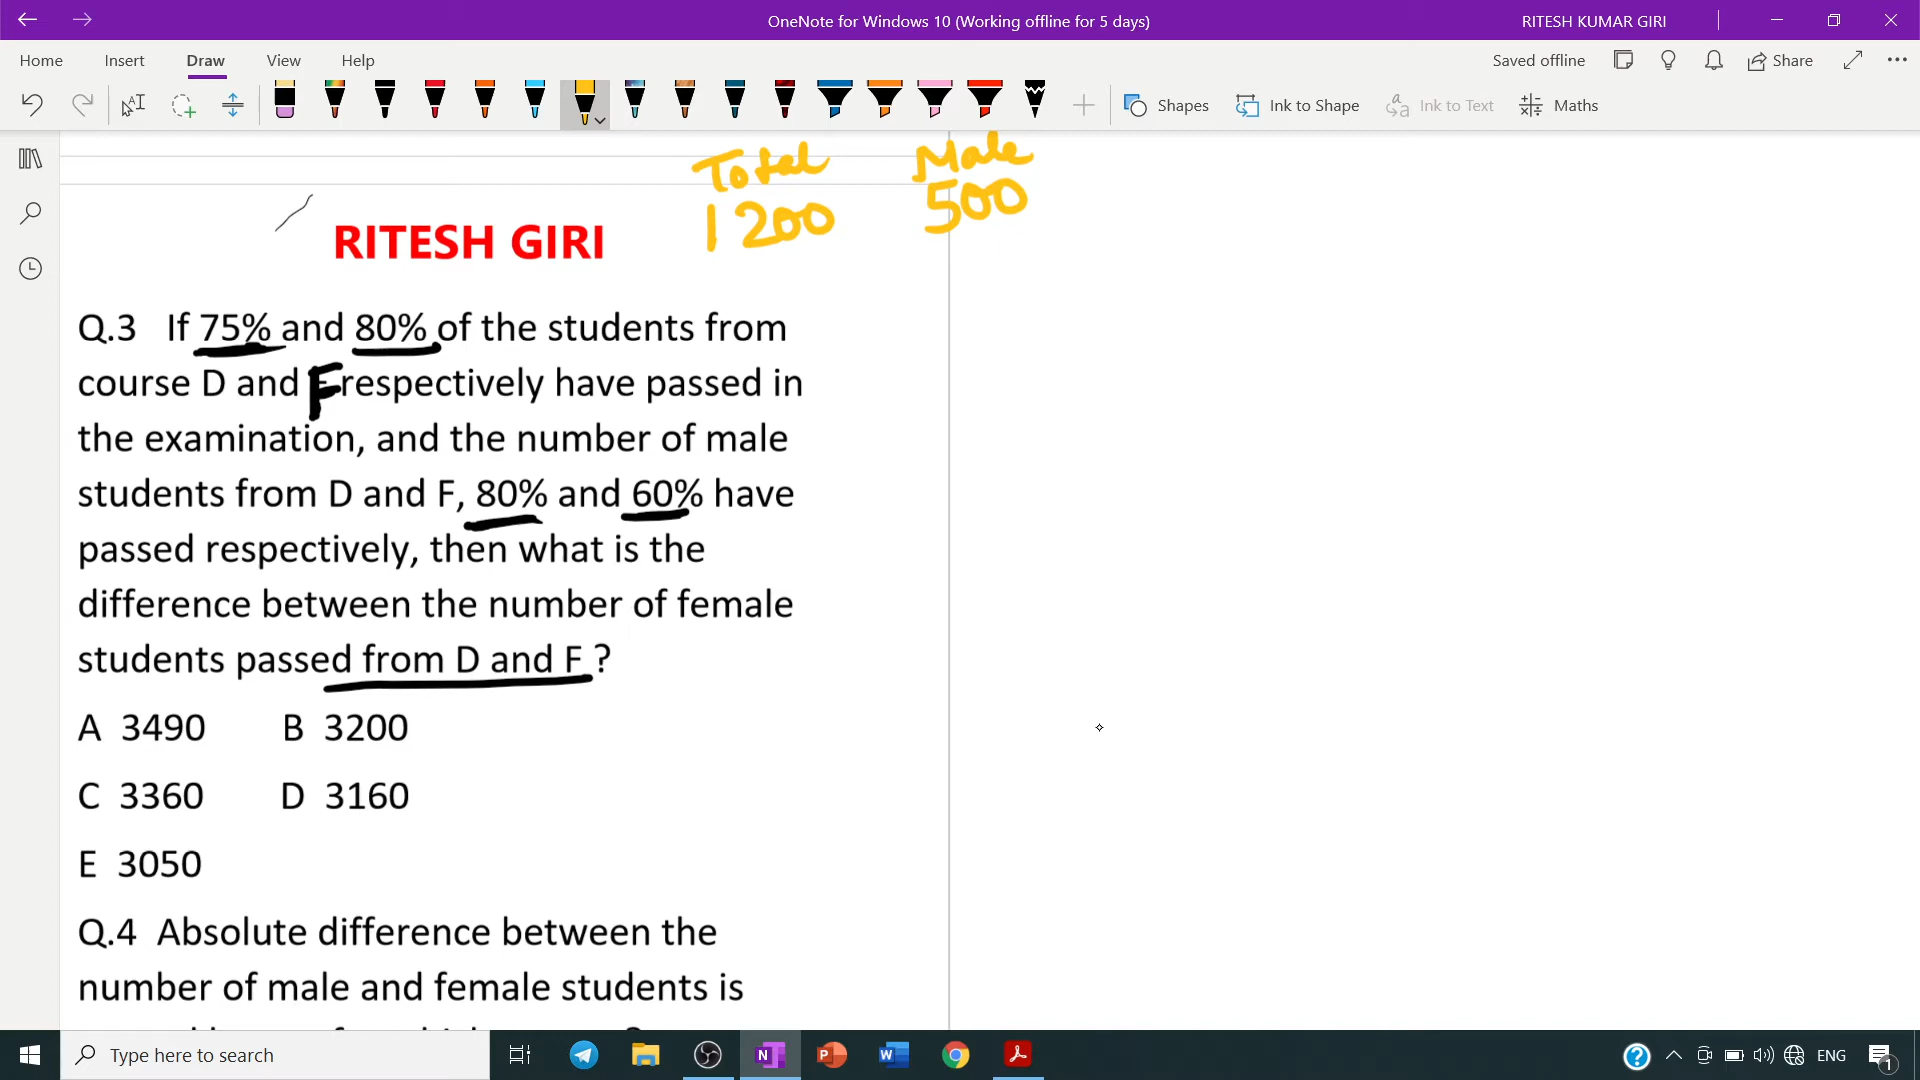 OneNote for Windows 10 (Working offline for 5 days)
RITESH KUMAR GIRI
Home Insert Draw View Help
Saved offline Share
Shapes Ink to Shape Ink to Text Maths
Total Male
1200 500
RITESH GIRI
Q.3 If 75% and 80% of the students from
course D and F respectively have passed in
the examination, and the number of male
students from D and F, 80% and 60% have
passed respectively, then what is the
difference between the number of female
students passed from D and F ?
A 3490 B 3200
C 3360 D 3160
E 3050
Q.4 Absolute difference between the
number of male and female students is
Type here to search
ENG
1